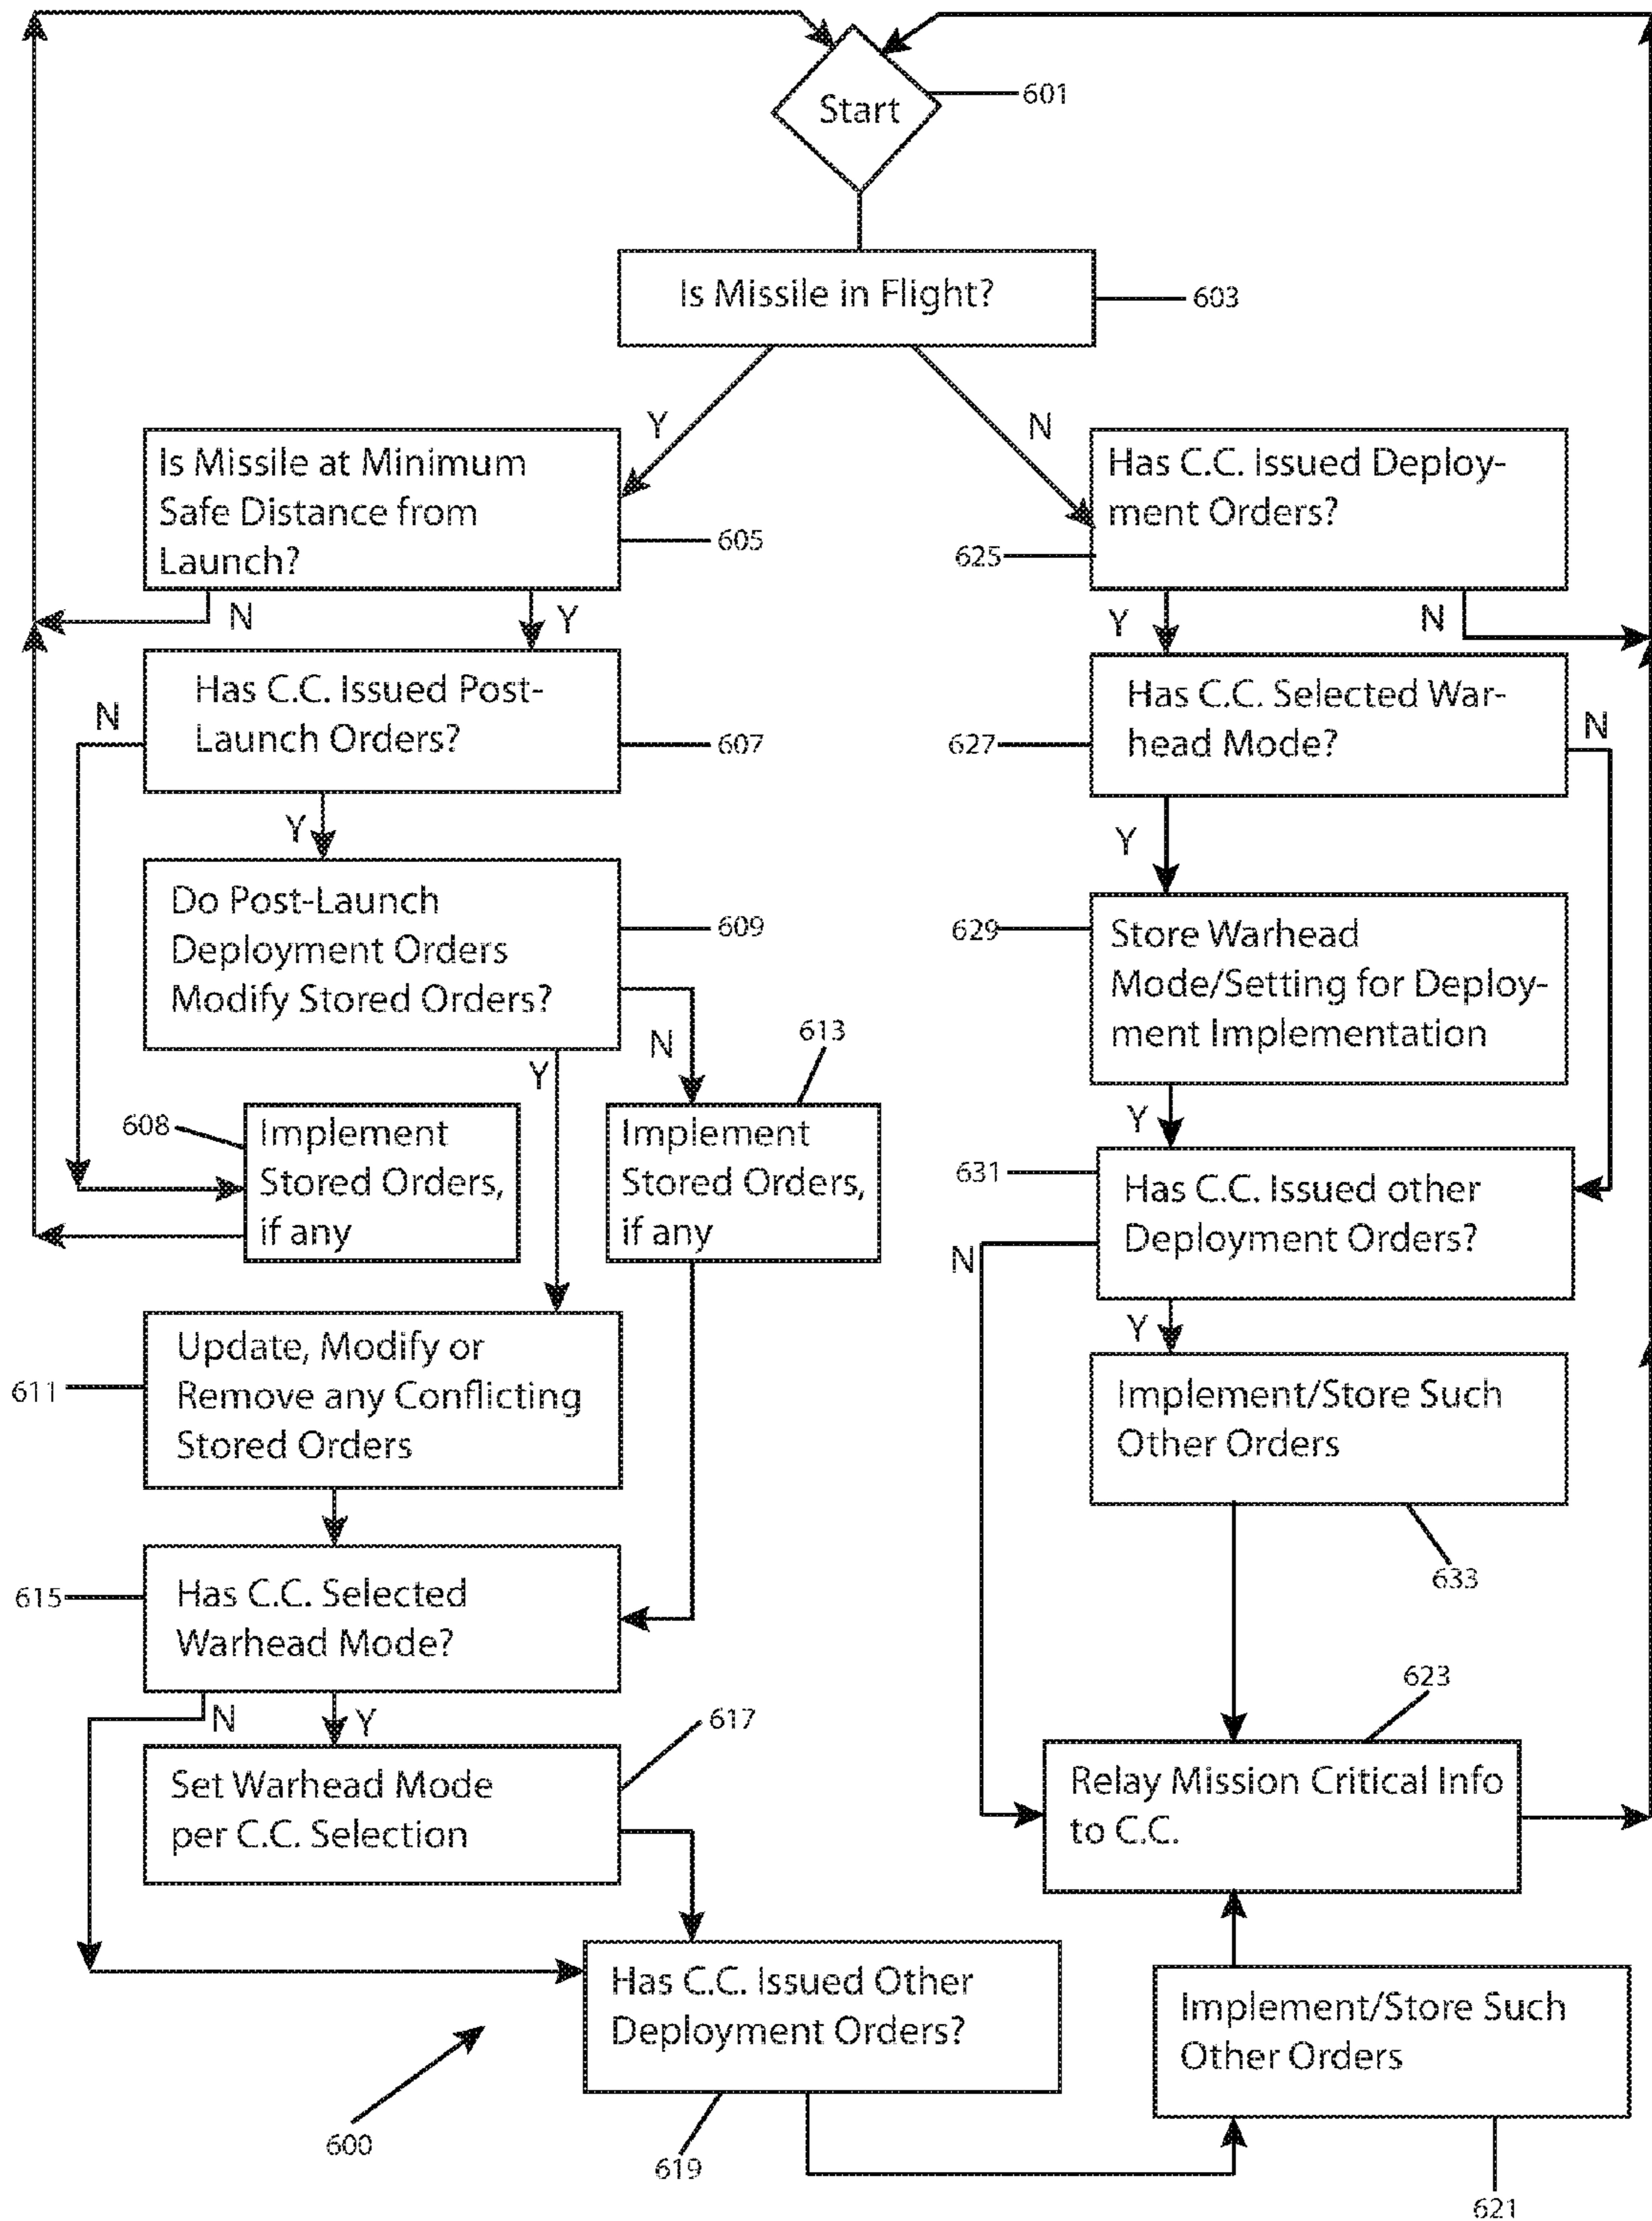 Start
601
Is Missile in Flight?
603
Y
N
Is Missile at Minimum
Safe Distance from
Launch?
605
Has C.C. issued Deploy-
ment Orders?
625
N
Y
Y
N
Has C.C. Issued Post-
Launch Orders?
607
N
Has C.C. Selected War-
head Mode?
627
N
Y
Y
Do Post-Launch
Deployment Orders
Modify Stored Orders?
609
Store Warhead
Mode/Setting for Deploy-
ment Implementation
629
N
Y
613
Y
608
Implement
Stored Orders,
if any
Implement
Stored Orders,
if any
631
Has C.C. Issued other
Deployment Orders?
N
Y
Update, Modify or
Remove any Conflicting
Stored Orders
611
Implement/Store Such
Other Orders
633
Has C.C. Selected
Warhead Mode?
615
N
Y
617
623
Set Warhead Mode
per C.C. Selection
Relay Mission Critical Info
to C.C.
Has C.C. Issued Other
Deployment Orders?
Implement/Store Such
Other Orders
600
619
621